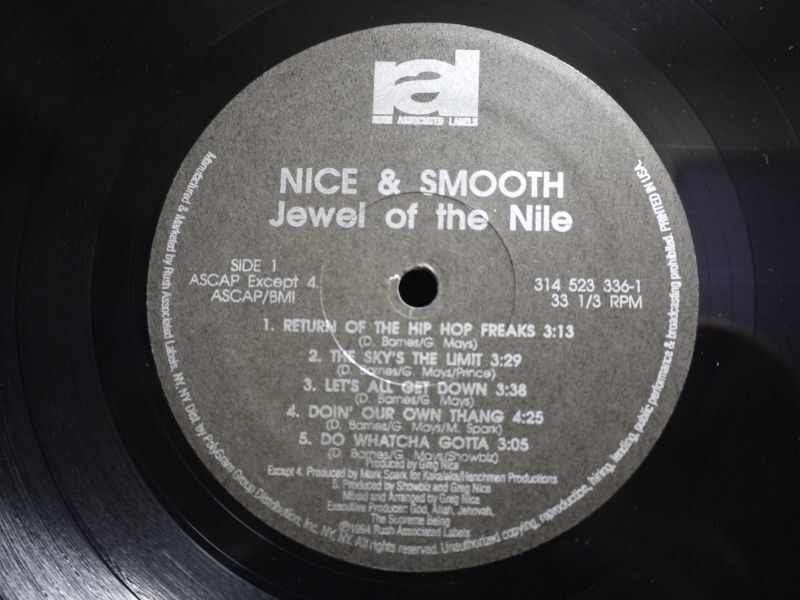 ral
RUSH ASSOCIATED LABELS
NICE & SMOOTH
Jewel of the Nile
SIDE 1
ASCAP Except 4.
ASCAP/BMI
314 523 336-1
33 1/3 RPM
1. RETURN OF THE HIP HOP FREAKS 3:13
(D. Barnes/G. Mays)
2. THE SKY'S THE LIMIT 3:29
(D. Barnes/G. Mays/Prince)
3. LET'S ALL GET DOWN 3:38
(D. Barnes/G. Mays)
4. DOIN' OUR OWN THANG 4:25
(D. Barnes/G. Mays/M. Spark)
5. DO WHATCHA GOTTA 3:05
(D. Barnes/G. Mays/Showbiz)
Produced by Greg Nice
Except 4. Produced by Mark Spark for Karalaika/Henchmen Productions
5. Produced by Showbiz and Greg Nice
Mixed and Arranged by Greg Nice
Executive Producer: God, Allah, Jehovah,
The Supreme Being
℗©1994 Rush Associated Labels
Manufactured & Marketed by Rush Associated Labels, NY, NY. Dist. by PolyGram Group Distribution, Inc. NY, NY. All rights reserved. Unauthorized copying, reproduction, hiring, lending, public performance & broadcasting prohibited. PRINTED IN USA.